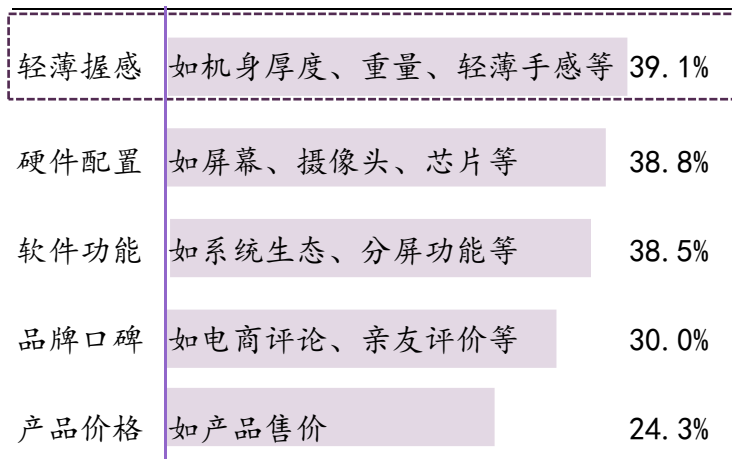 轻薄握感 如机身厚度、重量、轻薄手感等 39.1%
硬件配置 如屏幕、摄像头、芯片等 38.8%
软件功能 如系统生态、分屏功能等 38.5%
品牌口碑 如电商评论、亲友评价等 30.0%
产品价格 如产品售价 24.3%